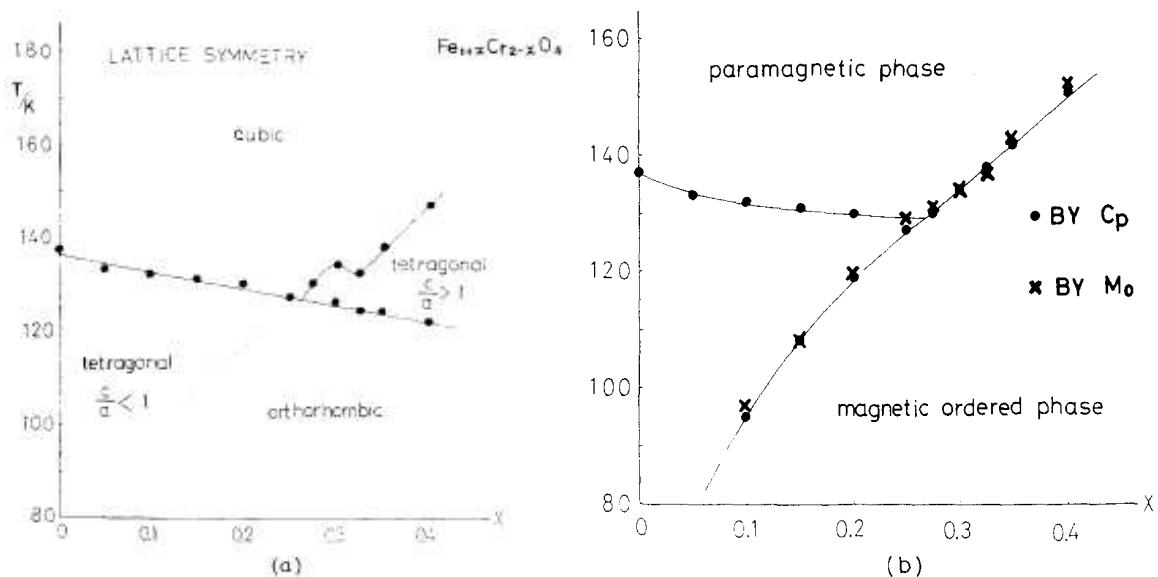 LATTICE SYMMETRY
Fe1+xCr2-xO4
T/K
180
160
140
120
100
80
cubic
tetragonal
c/a > 1
tetragonal
c/a < 1
orthorhombic
0 0.1 0.2 0.3 0.4 X
(a)
160
140
120
100
80
paramagnetic phase
• BY Cp
× BY M0
magnetic ordered phase
0 0.1 0.2 0.3 0.4 X
(b)